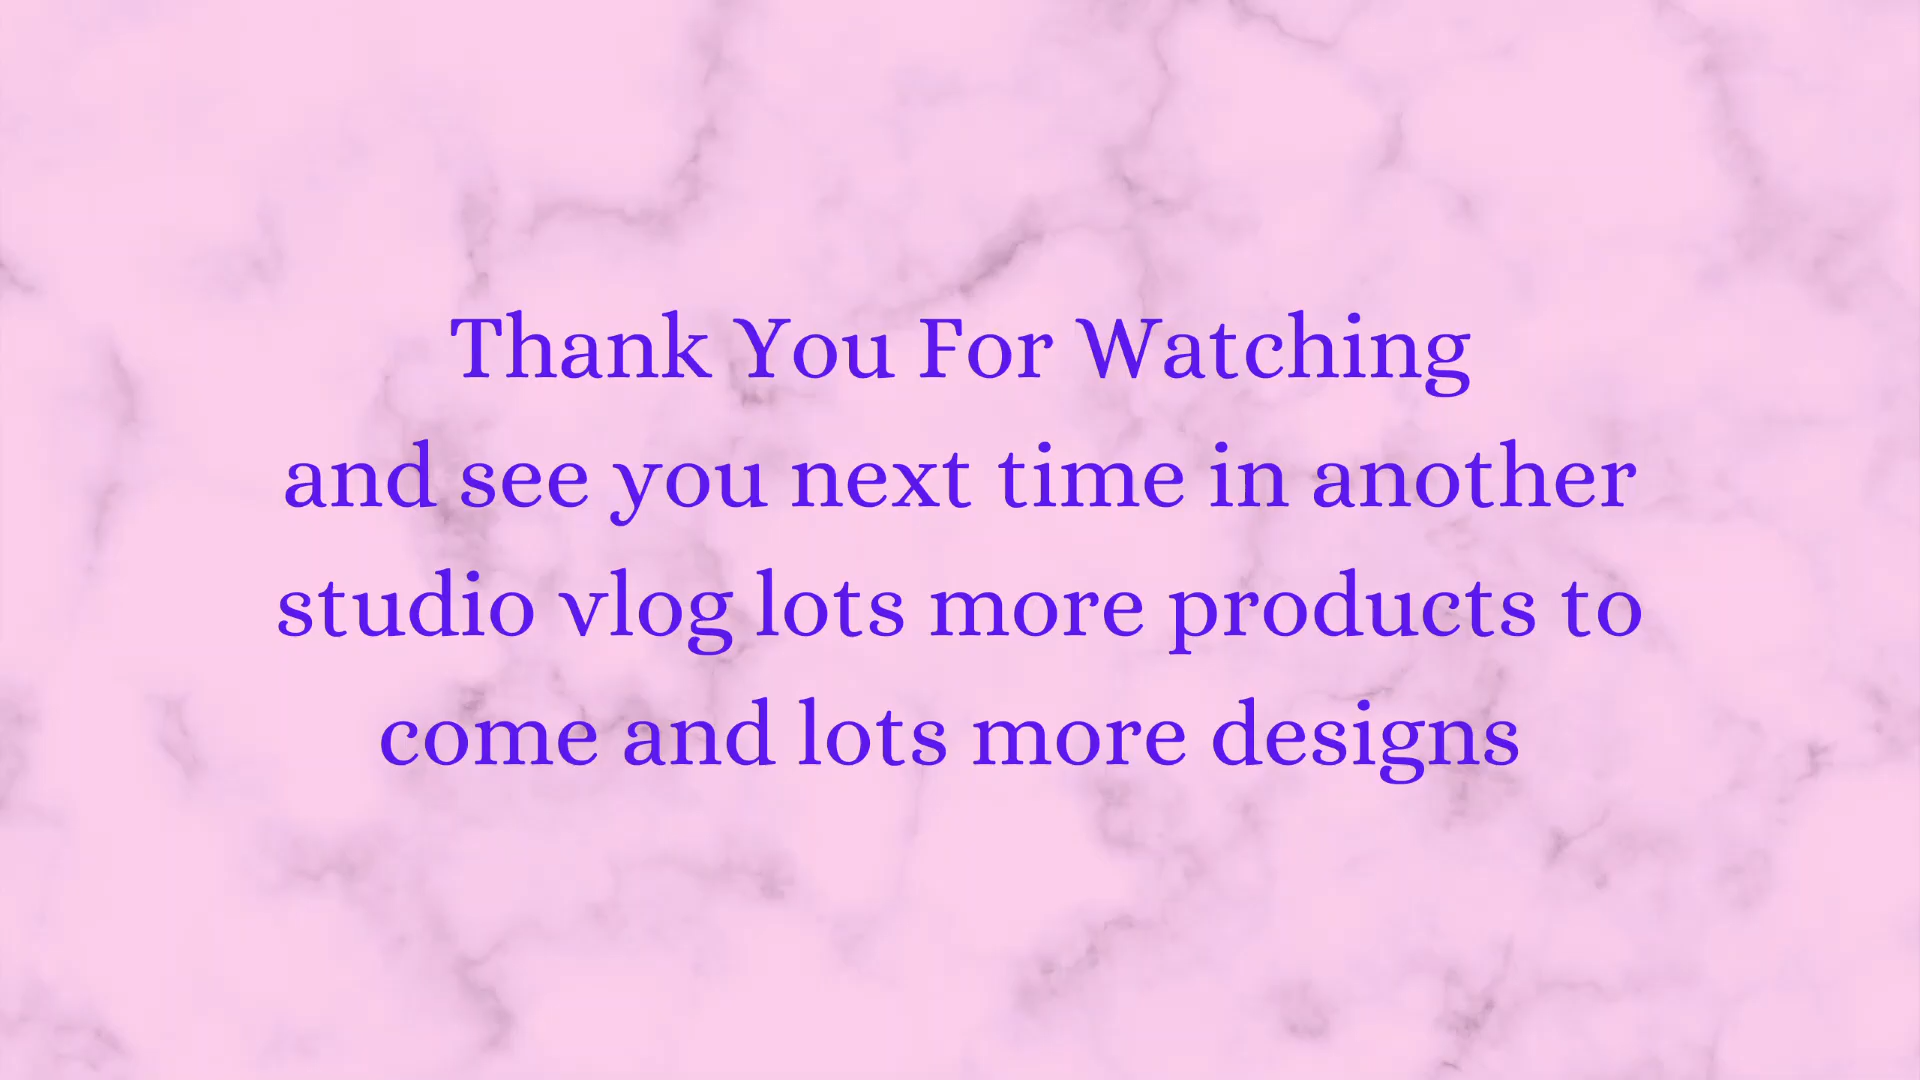 Thank You For Watching
and see you next time in another
studio vlog lots more products to
come and lots more designs